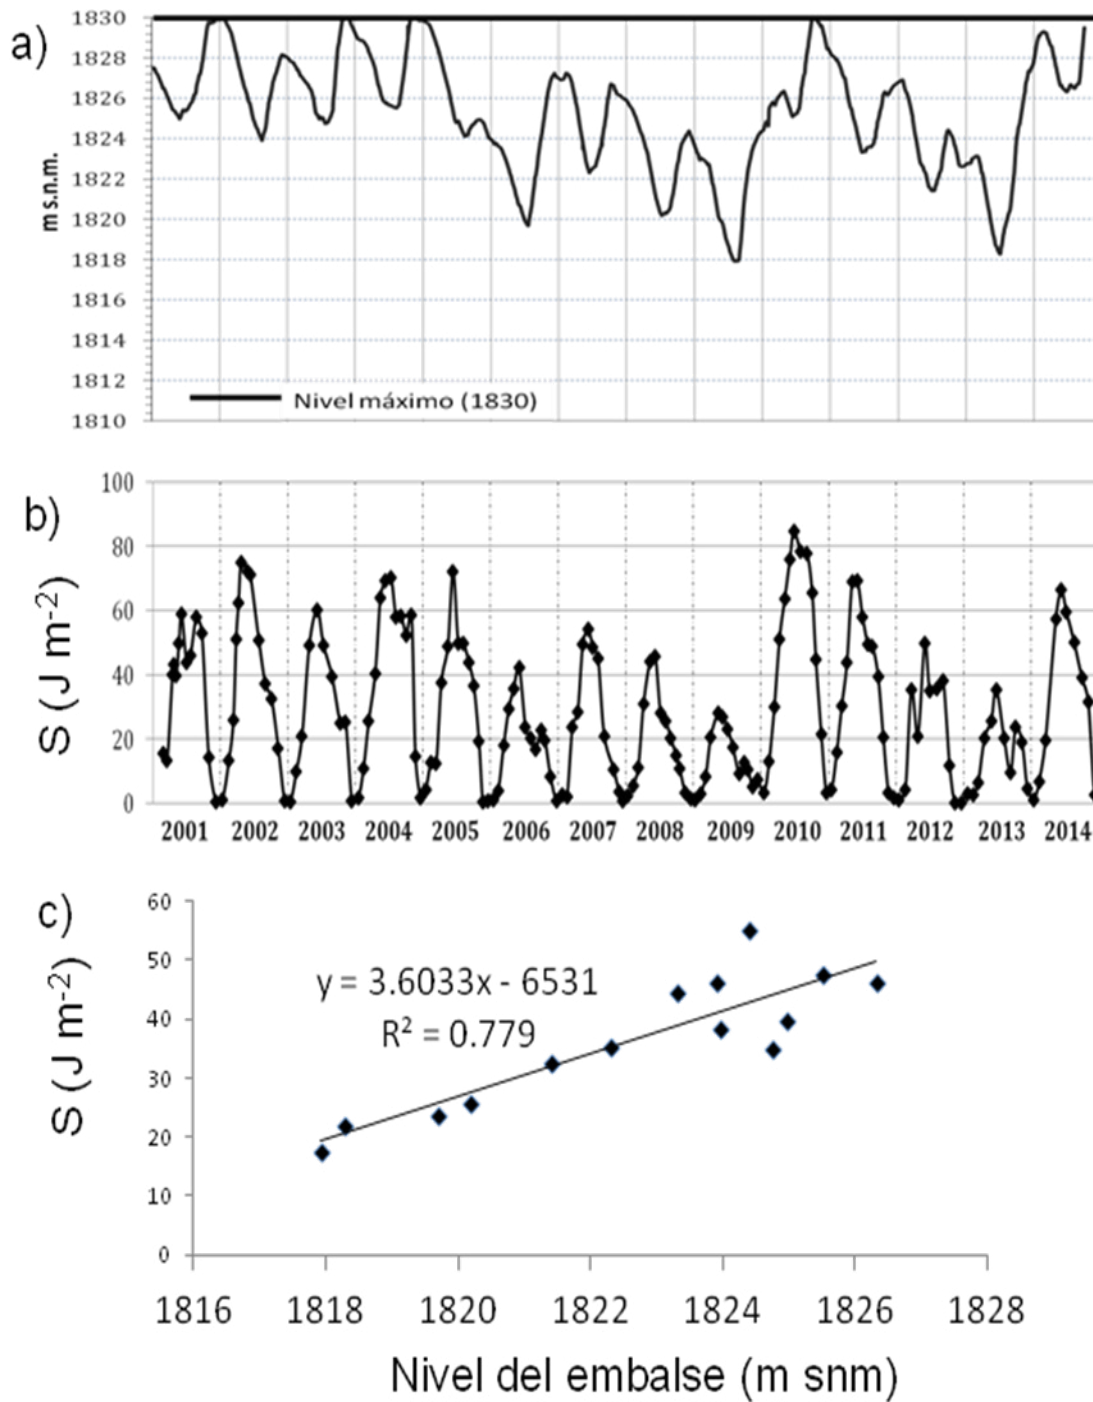 a)
m s.n.m.
1830
1828
1826
1824
1822
1820
1818
1816
1814
1812
1810
Nivel máximo (1830)
b)
S (J m-2)
100
80
60
40
20
0
2001 2002 2003 2004 2005 2006 2007 2008 2009 2010 2011 2012 2013 2014
c)
S (J m-2)
60
50
40
30
20
10
0
y = 3.6033x - 6531
R² = 0.779
1816 1818 1820 1822 1824 1826 1828
Nivel del embalse (m snm)